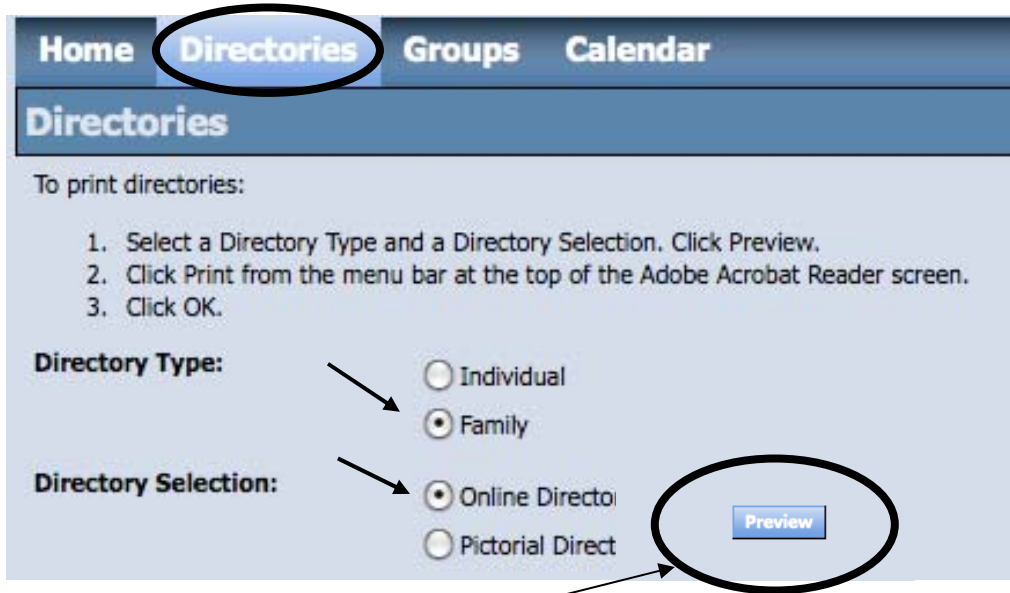 Home Directories Groups Calendar
Directories
To print directories:
1. Select a Directory Type and a Directory Selection. Click Preview.
2. Click Print from the menu bar at the top of the Adobe Acrobat Reader screen.
3. Click OK.
Directory Type:
Individual
Family
Directory Selection:
Online Directo
Preview
Pictorial Direct